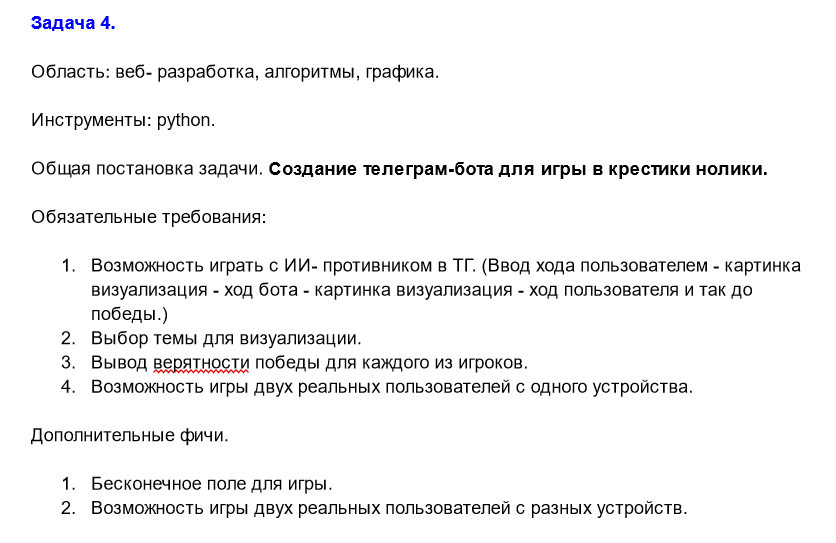 Задача 4.
Область: веб- разработка, алгоритмы, графика.
Инструменты: python.
Общая постановка задачи. Создание телеграм-бота для игры в крестики нолики.
Обязательные требования:
1. Возможность играть с ИИ- противником в ТГ. (Ввод хода пользователем - картинка
визуализация - ход бота - картинка визуализация - ход пользователя и так до
победы.)
2. Выбор темы для визуализации.
3. Вывод верятности победы для каждого из игроков.
4. Возможность игры двух реальных пользователей с одного устройства.
Дополнительные фичи.
1. Бесконечное поле для игры.
2. Возможность игры двух реальных пользователей с разных устройств.